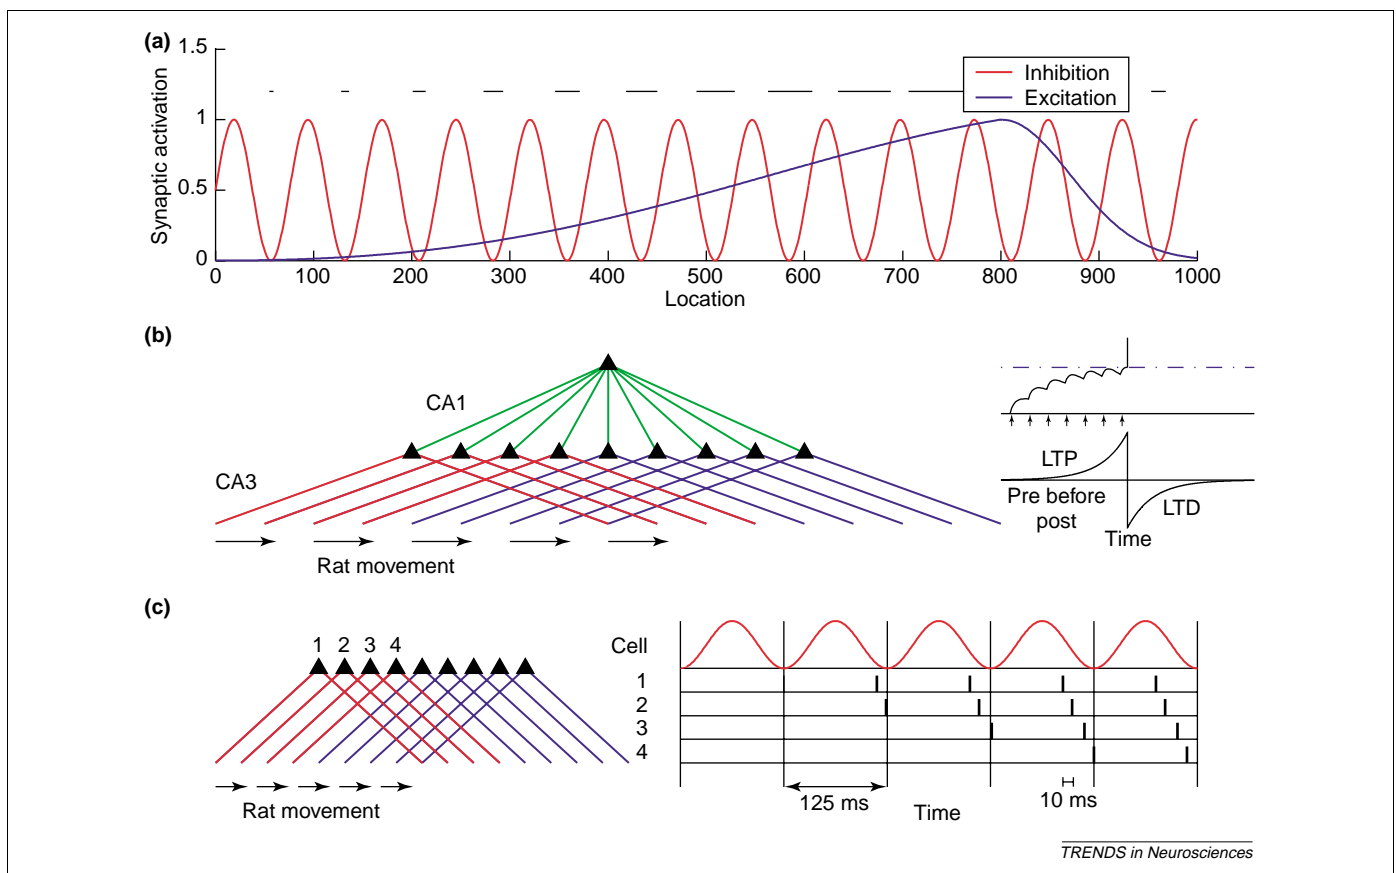 (a)
1.5
1
0.5
0
Synaptic activation
Inhibition
Excitation
0 100 200 300 400 500 600 700 800 900 1000
Location
(b)
CA1
CA3
Rat movement
LTP
Pre before
post
LTD
Time
(c)
1 2 3 4
Rat movement
Cell
1
2
3
4
125 ms
Time
10 ms
TRENDS in Neurosciences